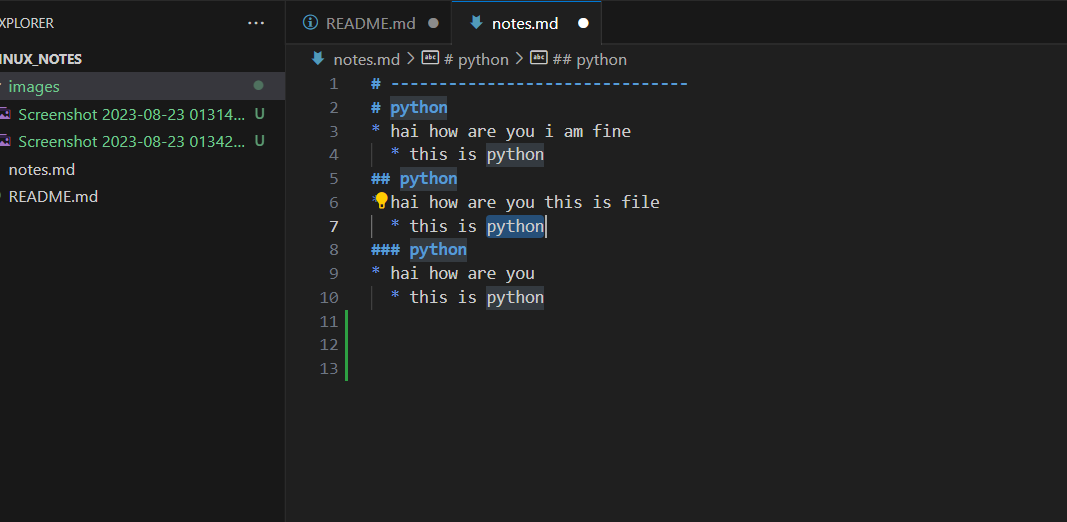 XPLORER ...
README.md
notes.md
INUX_NOTES
images
Screenshot 2023-08-23 01314... U
Screenshot 2023-08-23 01342... U
notes.md
README.md
notes.md > abc # python > abc ## python
1 # -------------------------------
2 # python
3 * hai how are you i am fine
4 * this is python
5 ## python
6 * hai how are you this is file
7 * this is python
8 ### python
9 * hai how are you
10 * this is python
11
12
13